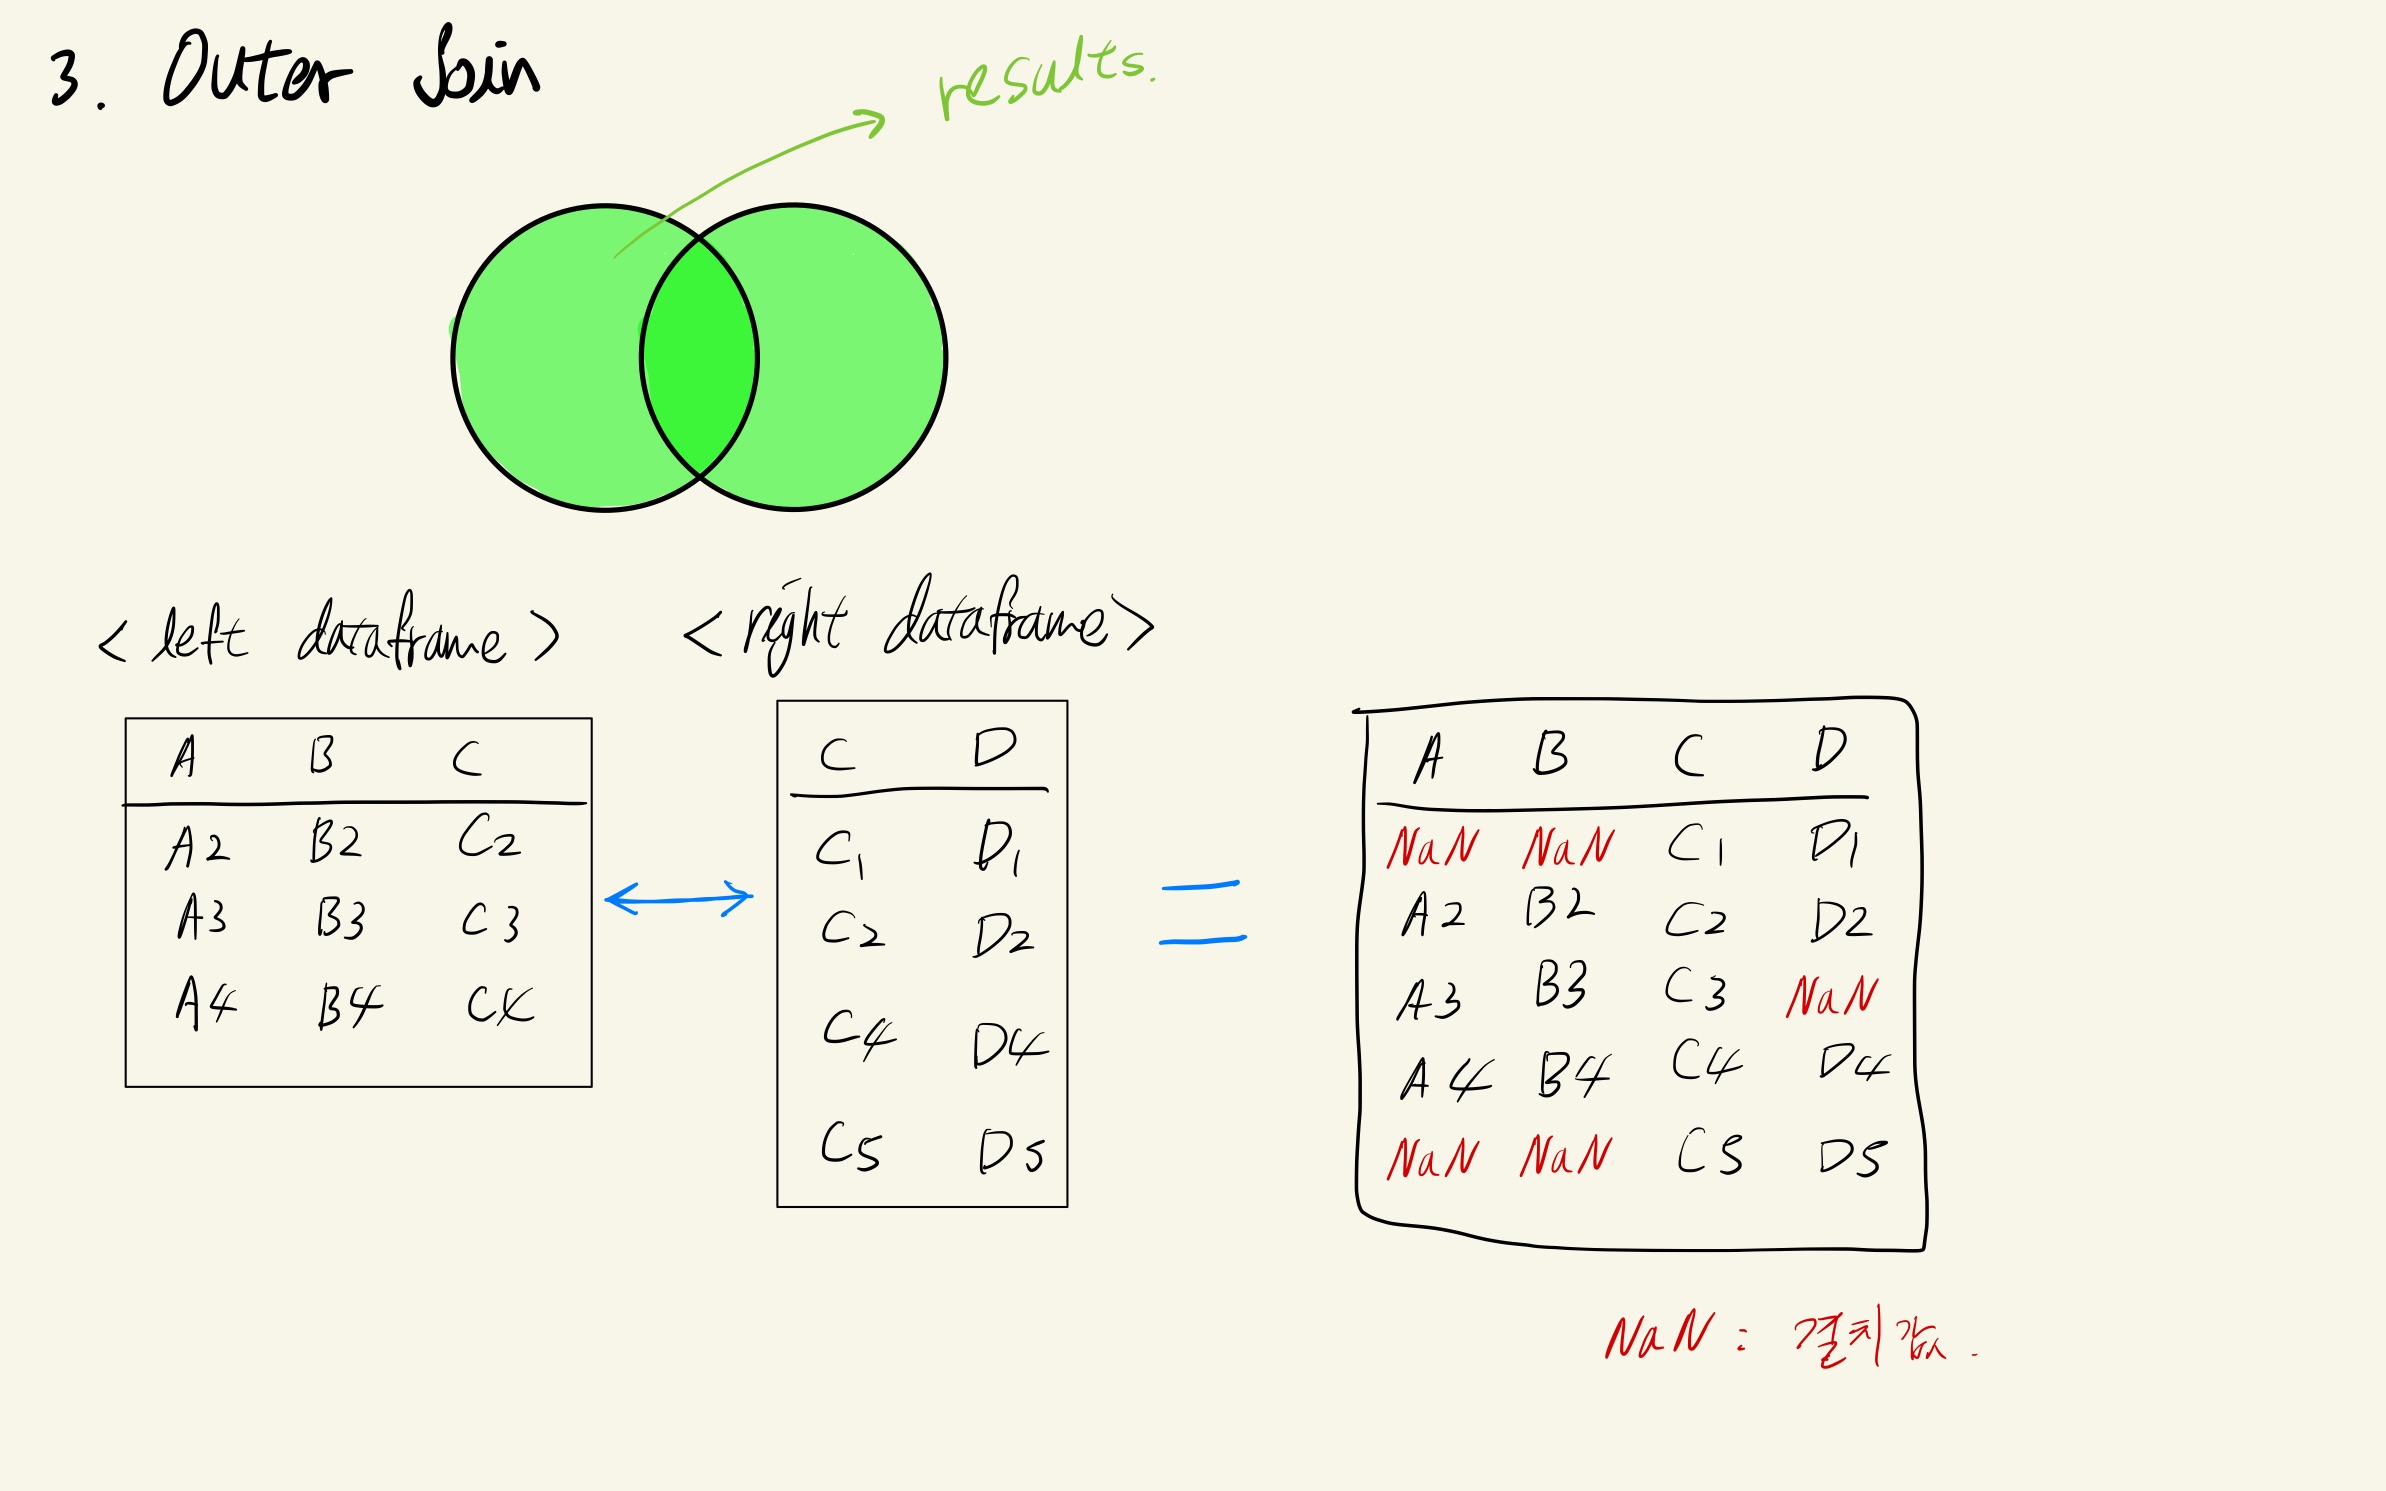 3. Outer Join
results.
< left dataframe >
< right dataframe >
A B C
A2 B2 C2
A3 B3 C3
A4 B4 C4
C D
C1 D1
C2 D2
C4 D4
C5 D5
A B C D
NaN NaN C1 D1
A2 B2 C2 D2
A3 B3 C3 NaN
A4 B4 C4 D4
NaN NaN C5 D5
NaN : 결치값.